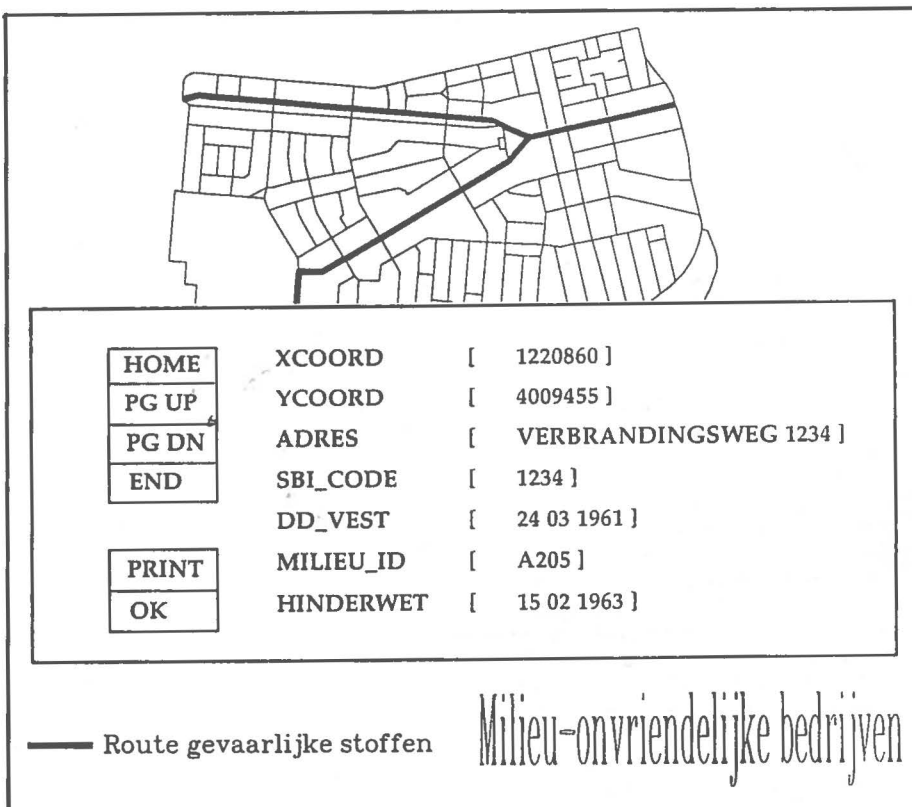 HOME XCOORD [ 1220860 ]
PG UP YCOORD [ 4009455 ]
PG DN ADRES [ VERBRANDINGSWEG 1234 ]
END SBI_CODE [ 1234 ]
DD_VEST [ 24 03 1961 ]
PRINT MILIEU_ID [ A205 ]
OK HINDERWET [ 15 02 1963 ]
Route gevaarlijke stoffen
Milieu-onvriendelijke bedrijven